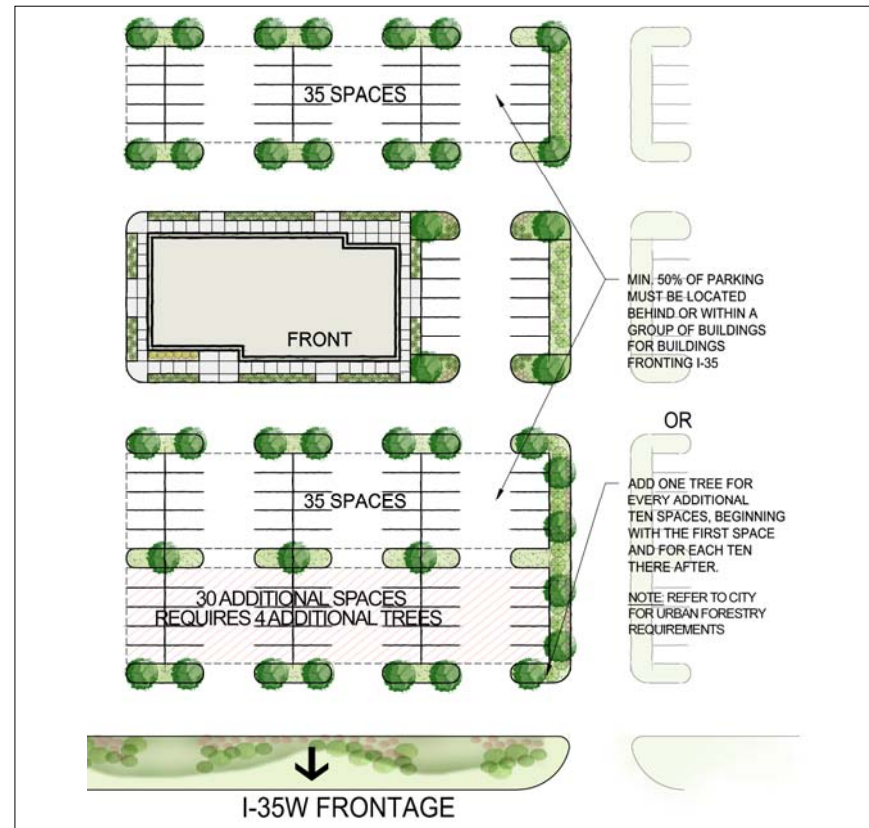 35 SPACES
FRONT
MIN. 50% OF PARKING
MUST BE LOCATED
BEHIND OR WITHIN A
GROUP OF BUILDINGS
FOR BUILDINGS
FRONTING I-35
OR
35 SPACES
ADD ONE TREE FOR
EVERY ADDITIONAL
TEN SPACES, BEGINNING
WITH THE FIRST SPACE
AND FOR EACH TEN
THERE AFTER.
NOTE: REFER TO CITY
FOR URBAN FORESTRY
REQUIREMENTS
30 ADDITIONAL SPACES
REQUIRES 4 ADDITIONAL TREES
I-35W FRONTAGE